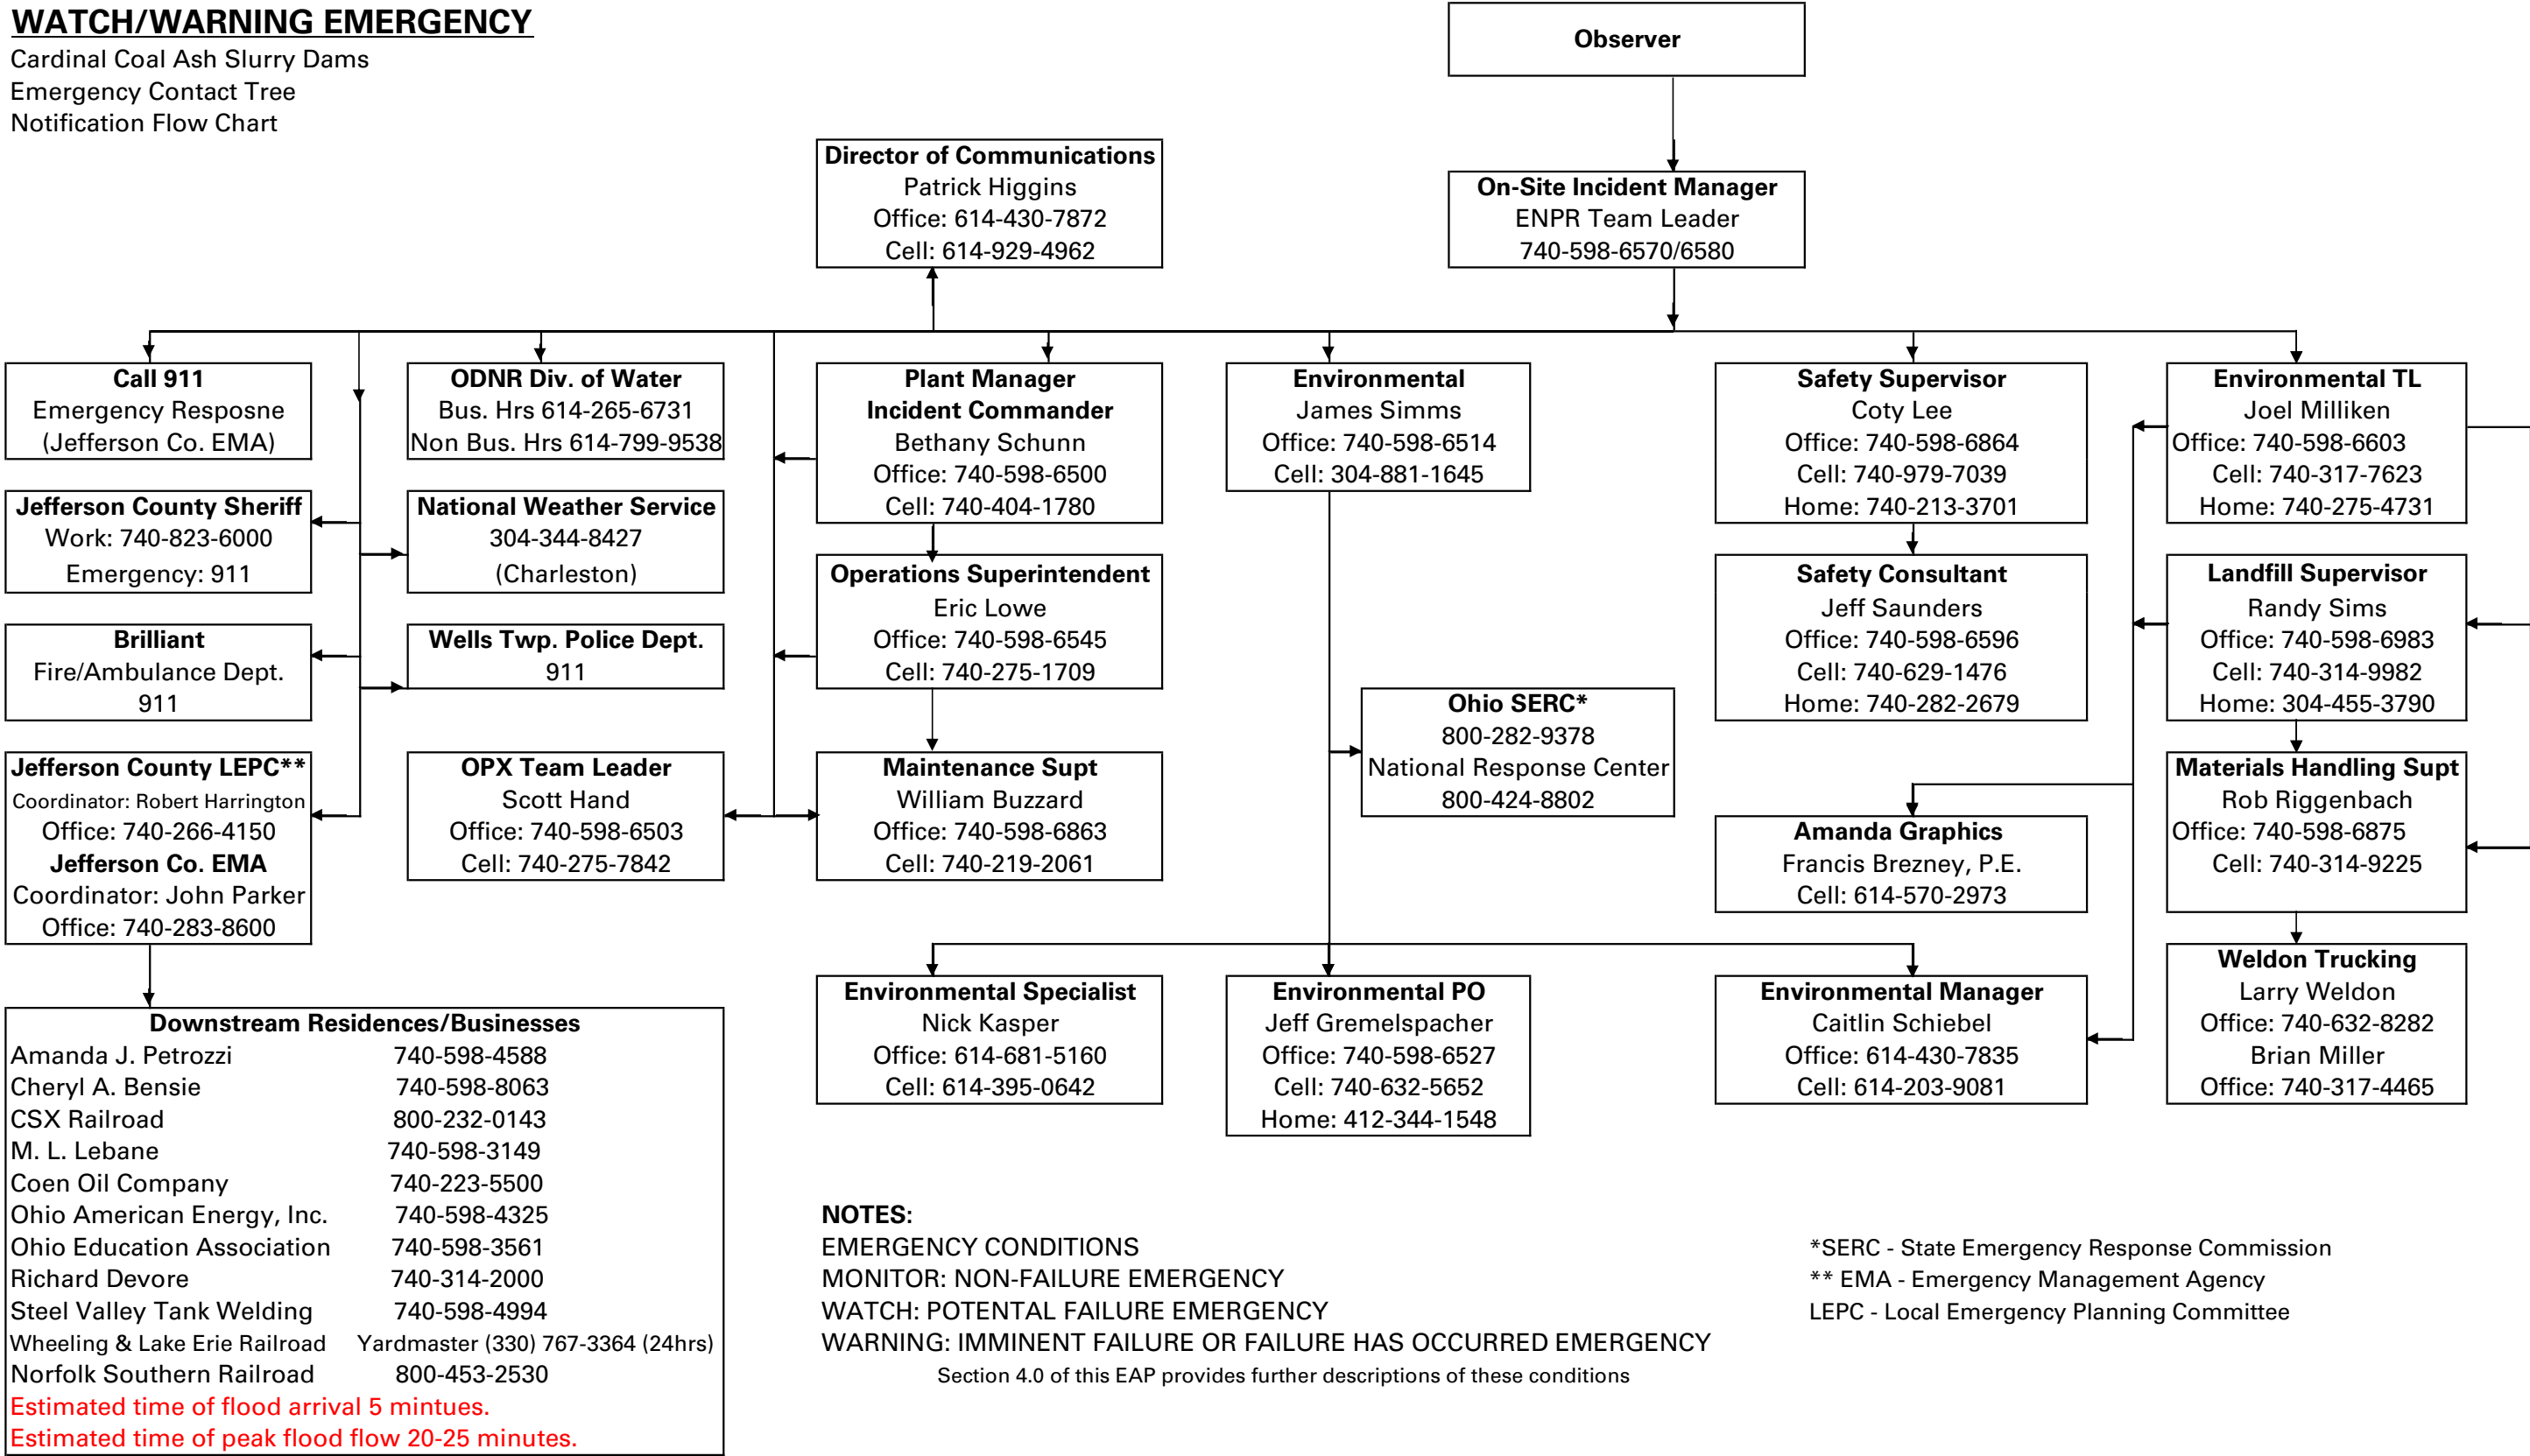 WATCH/WARNING EMERGENCY
Cardinal Coal Ash Slurry Dams
Emergency Contact Tree
Notification Flow Chart
Observer
Director of Communications
Patrick Higgins
Office: 614-430-7872
Cell: 614-929-4962
On-Site Incident Manager
ENPR Team Leader
740-598-6570/6580
Call 911
Emergency Resposne
(Jefferson Co. EMA)
ODNR Div. of Water
Bus. Hrs 614-265-6731
Non Bus. Hrs 614-799-9538
Plant Manager
Incident Commander
Bethany Schunn
Office: 740-598-6500
Cell: 740-404-1780
Environmental
James Simms
Office: 740-598-6514
Cell: 304-881-1645
Safety Supervisor
Coty Lee
Office: 740-598-6864
Cell: 740-979-7039
Home: 740-213-3701
Environmental TL
Joel Milliken
Office: 740-598-6603
Cell: 740-317-7623
Home: 740-275-4731
Jefferson County Sheriff
Work: 740-823-6000
Emergency: 911
National Weather Service
304-344-8427
(Charleston)
Operations Superintendent
Eric Lowe
Office: 740-598-6545
Cell: 740-275-1709
Safety Consultant
Jeff Saunders
Office: 740-598-6596
Cell: 740-629-1476
Home: 740-282-2679
Landfill Supervisor
Randy Sims
Office: 740-598-6983
Cell: 740-314-9982
Home: 304-455-3790
Brilliant
Fire/Ambulance Dept.
911
Wells Twp. Police Dept.
911
Ohio SERC*
800-282-9378
National Response Center
800-424-8802
Jefferson County LEPC**
Coordinator: Robert Harrington
Office: 740-266-4150
Jefferson Co. EMA
Coordinator: John Parker
Office: 740-283-8600
OPX Team Leader
Scott Hand
Office: 740-598-6503
Cell: 740-275-7842
Maintenance Supt
William Buzzard
Office: 740-598-6863
Cell: 740-219-2061
Amanda Graphics
Francis Brezney, P.E.
Cell: 614-570-2973
Materials Handling Supt
Rob Riggenbach
Office: 740-598-6875
Cell: 740-314-9225
Environmental Specialist
Nick Kasper
Office: 614-681-5160
Cell: 614-395-0642
Environmental PO
Jeff Gremelspacher
Office: 740-598-6527
Cell: 740-632-5652
Home: 412-344-1548
Environmental Manager
Caitlin Schiebel
Office: 614-430-7835
Cell: 614-203-9081
Weldon Trucking
Larry Weldon
Office: 740-632-8282
Brian Miller
Office: 740-317-4465
Downstream Residences/Businesses
Amanda J. Petrozzi 740-598-4588
Cheryl A. Bensie 740-598-8063
CSX Railroad 800-232-0143
M. L. Lebane 740-598-3149
Coen Oil Company 740-223-5500
Ohio American Energy, Inc. 740-598-4325
Ohio Education Association 740-598-3561
Richard Devore 740-314-2000
Steel Valley Tank Welding 740-598-4994
Wheeling & Lake Erie Railroad Yardmaster (330) 767-3364 (24hrs)
Norfolk Southern Railroad 800-453-2530
Estimated time of flood arrival 5 mintues.
Estimated time of peak flood flow 20-25 minutes.
NOTES:
EMERGENCY CONDITIONS
MONITOR: NON-FAILURE EMERGENCY
WATCH: POTENTAL FAILURE EMERGENCY
WARNING: IMMINENT FAILURE OR FAILURE HAS OCCURRED EMERGENCY
Section 4.0 of this EAP provides further descriptions of these conditions
*SERC - State Emergency Response Commission
** EMA - Emergency Management Agency
LEPC - Local Emergency Planning Committee